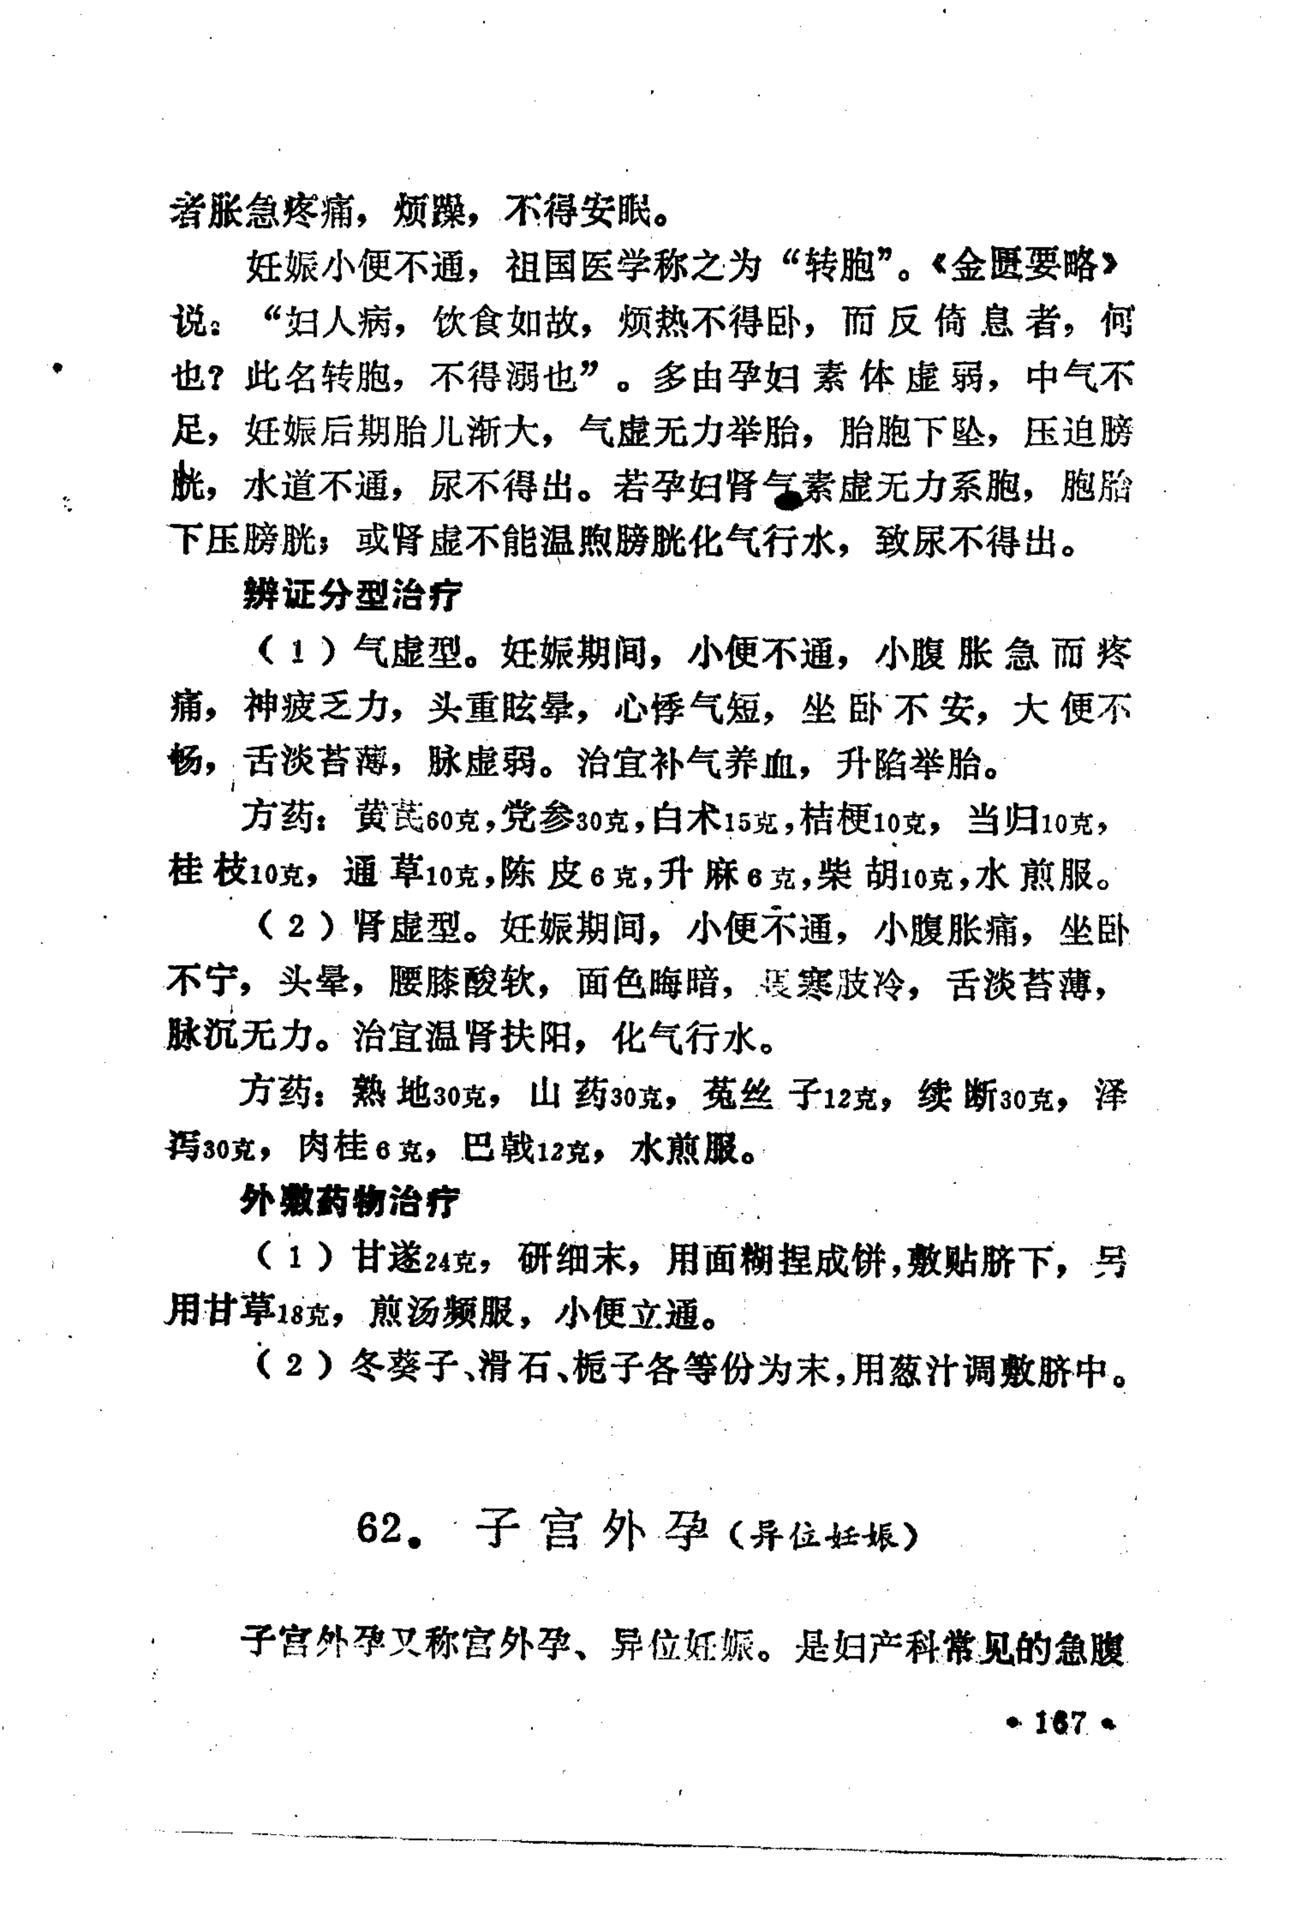 者胀急疼痛，烦躁，不得安眠。
妊娠小便不通，祖国医学称之为“转胞”。《金匮要略》
说：“妇人病，饮食如故，烦热不得卧，而反倚息者，何
也？此名转胞，不得溺也”。多由孕妇素体虚弱，中气不
足，妊娠后期胎儿渐大，气虚无力举胎，胎胞下坠，压迫膀
胱，水道不通，尿不得出。若孕妇肾气素虚无力系胞，胞胎
下压膀胱；或肾虚不能温煦膀胱化气行水，致尿不得出。
辨证分型治疗
（1）气虚型。妊娠期间，小便不通，小腹胀急而疼
痛，神疲乏力，头重眩晕，心悸气短，坐卧不安，大便不
畅，舌淡苔薄，脉虚弱。治宜补气养血，升陷举胎。
方药：黄芪60克，党参30克，白术15克，桔梗10克，当归10克，
桂枝10克，通草10克，陈皮6克，升麻6克，柴胡10克，水煎服。
（2）肾虚型。妊娠期间，小便不通，小腹胀痛，坐卧
不宁，头晕，腰膝酸软，面色晦暗，畏寒肢冷，舌淡苔薄，
脉沉无力。治宜温肾扶阳，化气行水。
方药：熟地30克，山药30克，菟丝子12克，续断30克，泽
泻30克，肉桂6克，巴戟12克，水煎服。
外敷药物治疗
（1）甘遂24克，研细末，用面糊捏成饼，敷贴脐下，另
用甘草18克，煎汤频服，小便立通。
（2）冬葵子、滑石、栀子各等份为末，用葱汁调敷脐中。
62．子宫外孕（异位妊娠）
子宫外孕又称宫外孕、异位妊娠。是妇产科常见的急腹
•167•